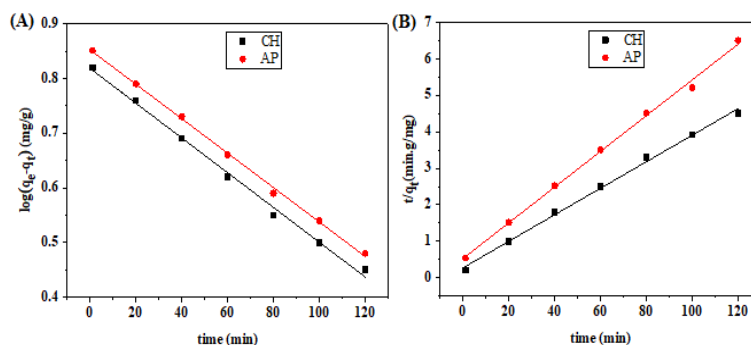 (A)
0.9
0.8
0.7
0.6
0.5
0.4
log(qe-qt) (mg/g)
CH
AP
0 20 40 60 80 100 120
time (min)
(B)
7
6
5
4
3
2
1
0
t/qt(min.g/mg)
CH
AP
0 20 40 60 80 100 120
time (min)